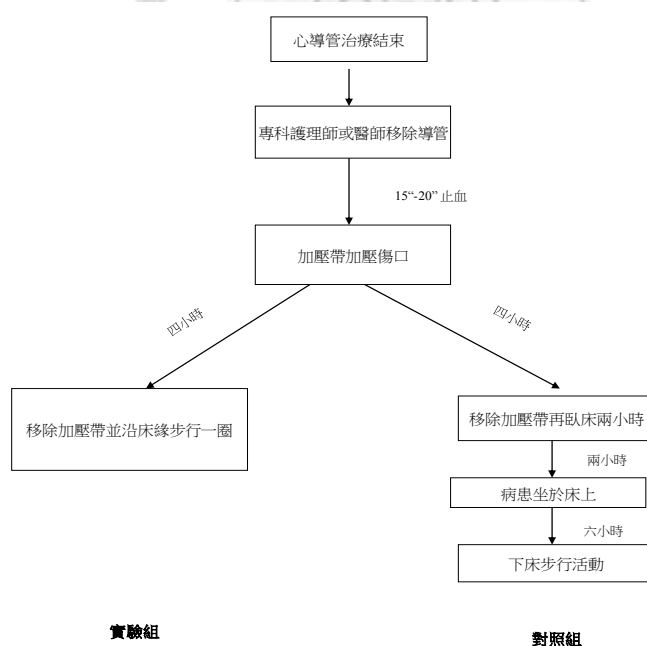 心導管治療結束
專科護理師或醫師移除導管
15“-20” 止血
加壓帶加壓傷口
四小時
四小時
移除加壓帶並沿床緣步行一圈
移除加壓帶再臥床兩小時
兩小時
病患坐於床上
六小時
下床步行活動
實驗組
對照組